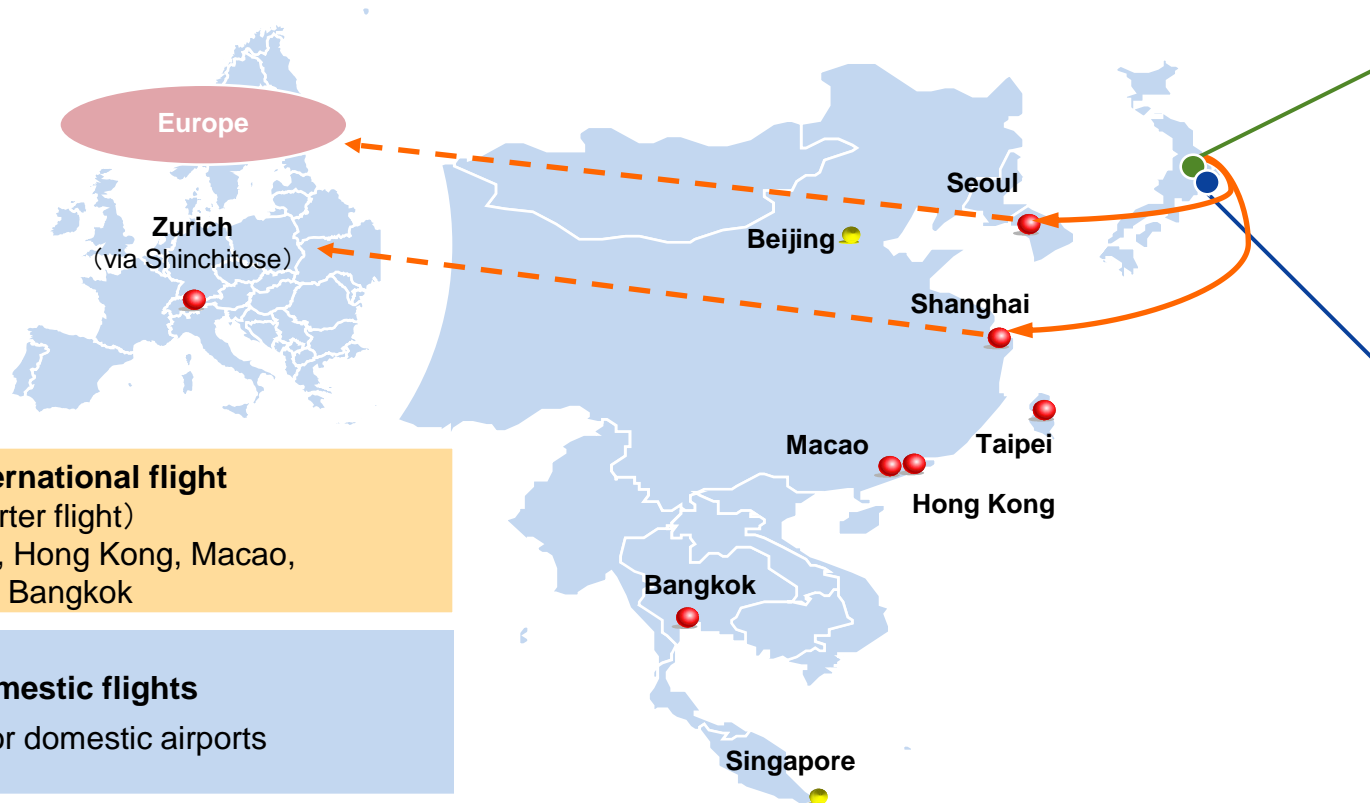 Europe
Seoul
Zurich
（via Shinchitose）
Beijing
Shanghai
Macao
Taipei
Hong Kong
ernational flight
rter flight）
, Hong Kong, Macao,
Bangkok
Bangkok
mestic flights
or domestic airports
Singapore